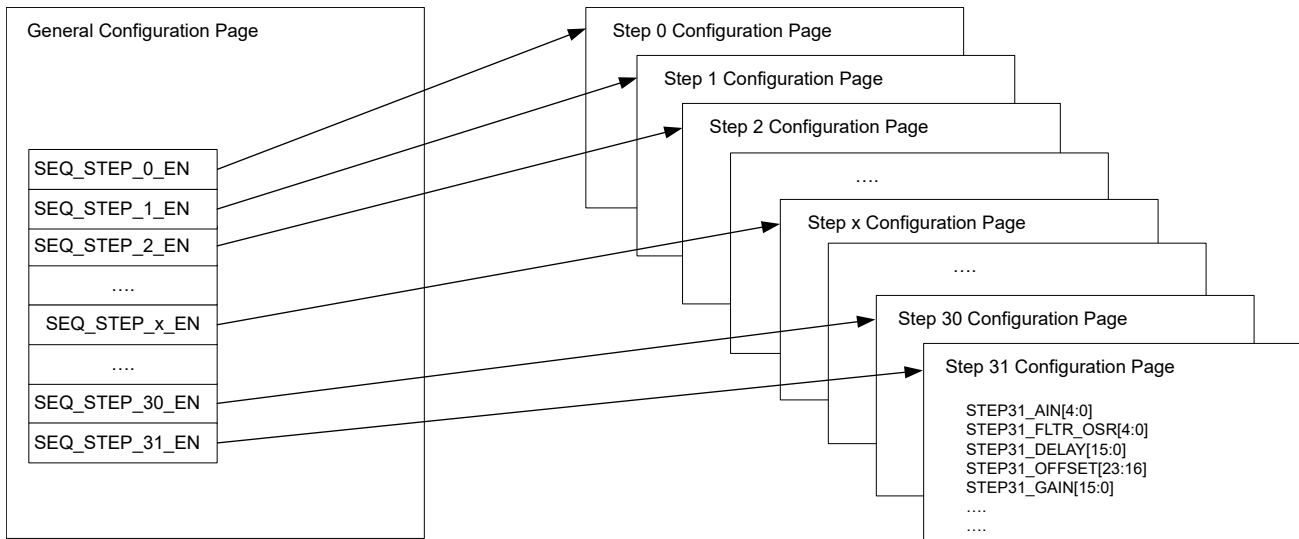 General Configuration Page
SEQ_STEP_0_EN
SEQ_STEP_1_EN
SEQ_STEP_2_EN
....
SEQ_STEP_x_EN
....
SEQ_STEP_30_EN
SEQ_STEP_31_EN
Step 0 Configuration Page
Step 1 Configuration Page
Step 2 Configuration Page
....
Step x Configuration Page
....
Step 30 Configuration Page
Step 31 Configuration Page
STEP31_AIN[4:0]
STEP31_FLTR_OSR[4:0]
STEP31_DELAY[15:0]
STEP31_OFFSET[23:16]
STEP31_GAIN[15:0]
....
....